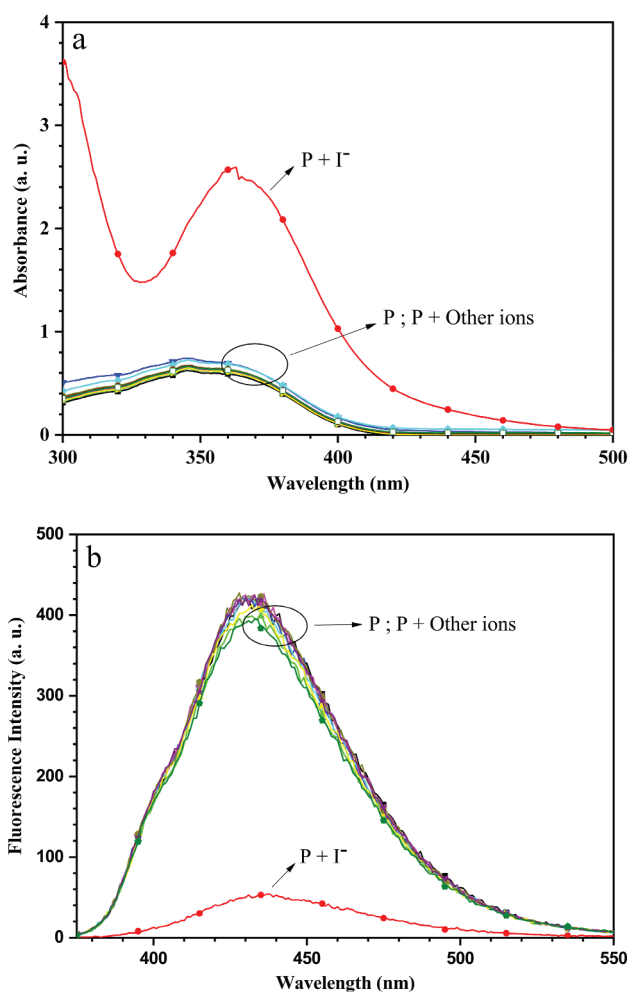 a
4
3
2
1
0
Absorbance (a. u.)
P + I⁻
P ; P + Other ions
300 350 400 450 500
Wavelength (nm)
b
500
400
300
200
100
0
Fluorescence Intensity (a. u.)
P ; P + Other ions
P + I⁻
400 450 500 550
Wavelength (nm)